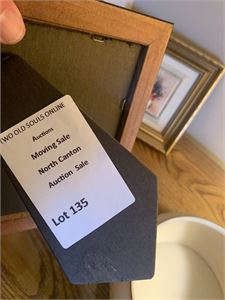 TWO OLD SOULS ONLINE
Auctions
Moving Sale
North Canton
Auction Sale
Lot 135